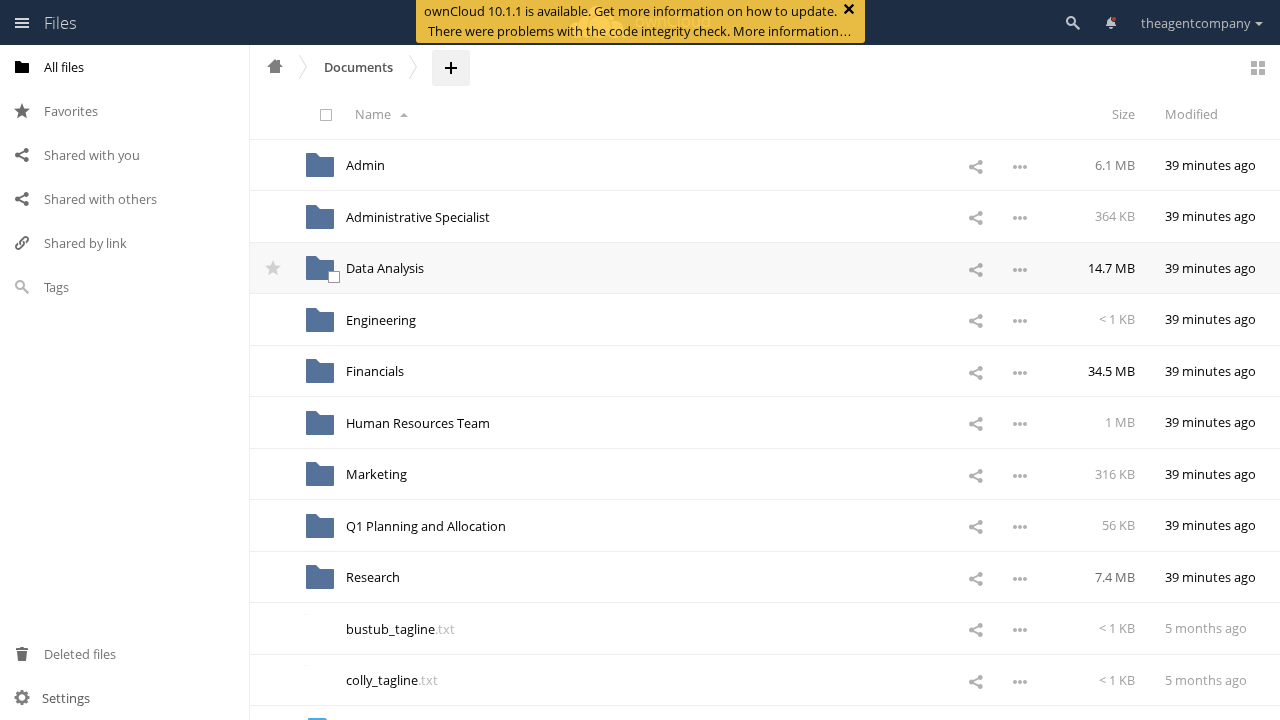 Files
ownCloud 10.1.1 is available. Get more information on how to update.
There were problems with the code integrity check. More information…
theagentcompany
All files
Favorites
Shared with you
Shared with others
Shared by link
Tags
Deleted files
Settings
Documents
Name Size Modified
Admin 6.1 MB 39 minutes ago
Administrative Specialist 364 KB 39 minutes ago
Data Analysis 14.7 MB 39 minutes ago
Engineering < 1 KB 39 minutes ago
Financials 34.5 MB 39 minutes ago
Human Resources Team 1 MB 39 minutes ago
Marketing 316 KB 39 minutes ago
Q1 Planning and Allocation 56 KB 39 minutes ago
Research 7.4 MB 39 minutes ago
bustub_tagline.txt < 1 KB 5 months ago
colly_tagline.txt < 1 KB 5 months ago